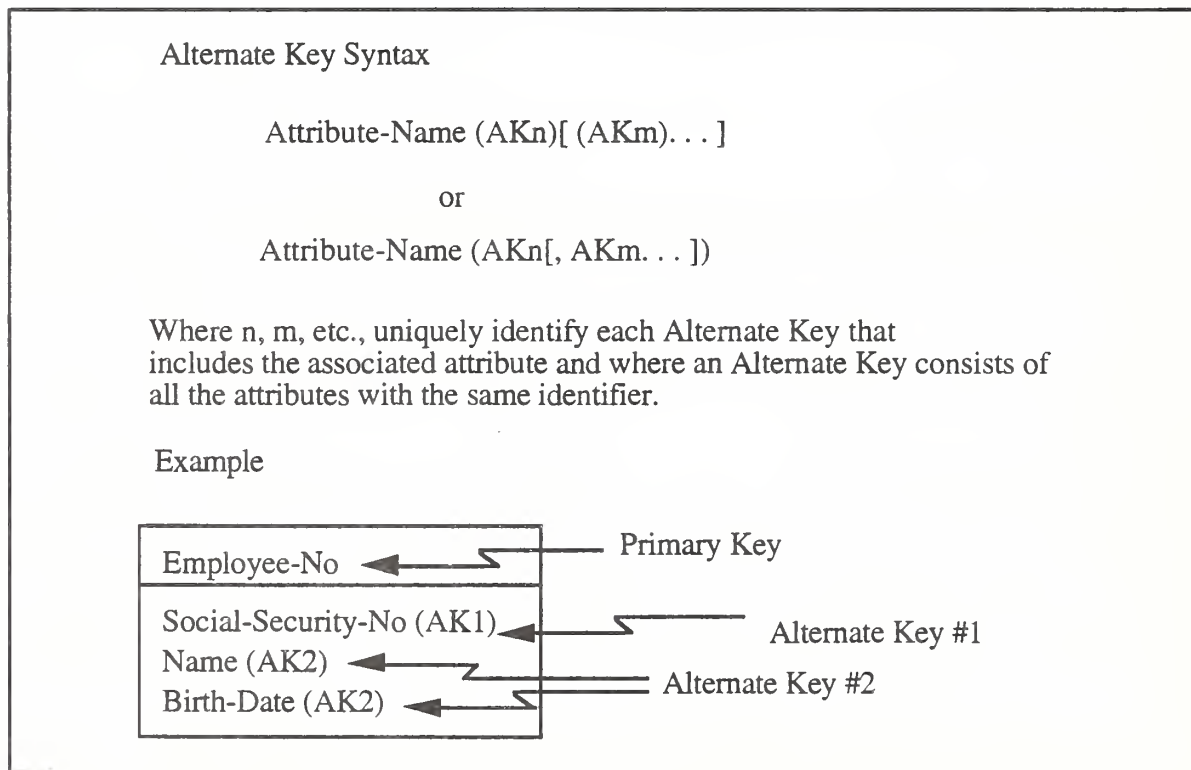 Alternate Key Syntax
Attribute-Name (AKn)[ (AKm). . . ]
or
Attribute-Name (AKn[, AKm. . . ])
Where n, m, etc., uniquely identify each Alternate Key that
includes the associated attribute and where an Alternate Key consists of
all the attributes with the same identifier.
Example
Employee-No
Primary Key
Social-Security-No (AK1)
Alternate Key #1
Name (AK2)
Alternate Key #2
Birth-Date (AK2)